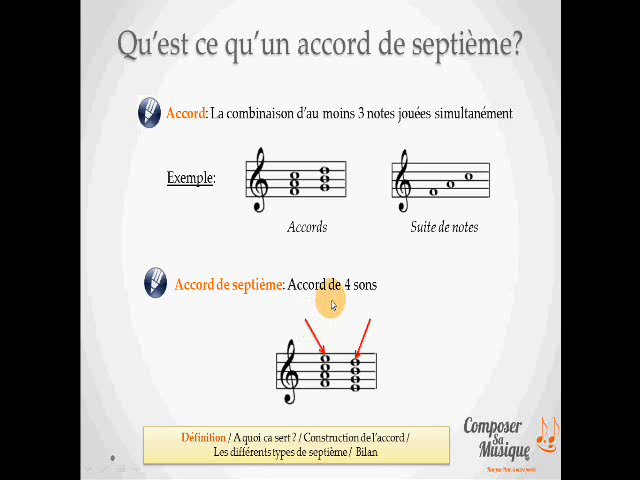 Qu'est ce qu'un accord de septième?
Accord: La combinaison d'au moins 3 notes jouées simultanément
Exemple:
Accords
Suite de notes
Accord de septième: Accord de 4 sons
Définition / A quoi ca sert ? / Construction de l'accord /
Les différents types de septième / Bilan
Composer
Sa
Musique